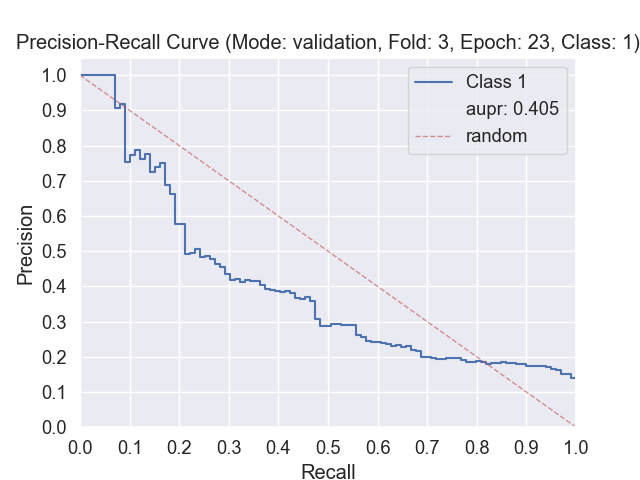 Precision-Recall Curve (Mode: validation, Fold: 3, Epoch: 23, Class: 1)
1.0
0.9
0.8
0.7
0.6
0.5
0.4
0.3
0.2
0.1
0.0
Precision
Class 1
aupr: 0.405
random
0.0 0.1 0.2 0.3 0.4 0.5 0.6 0.7 0.8 0.9 1.0
Recall